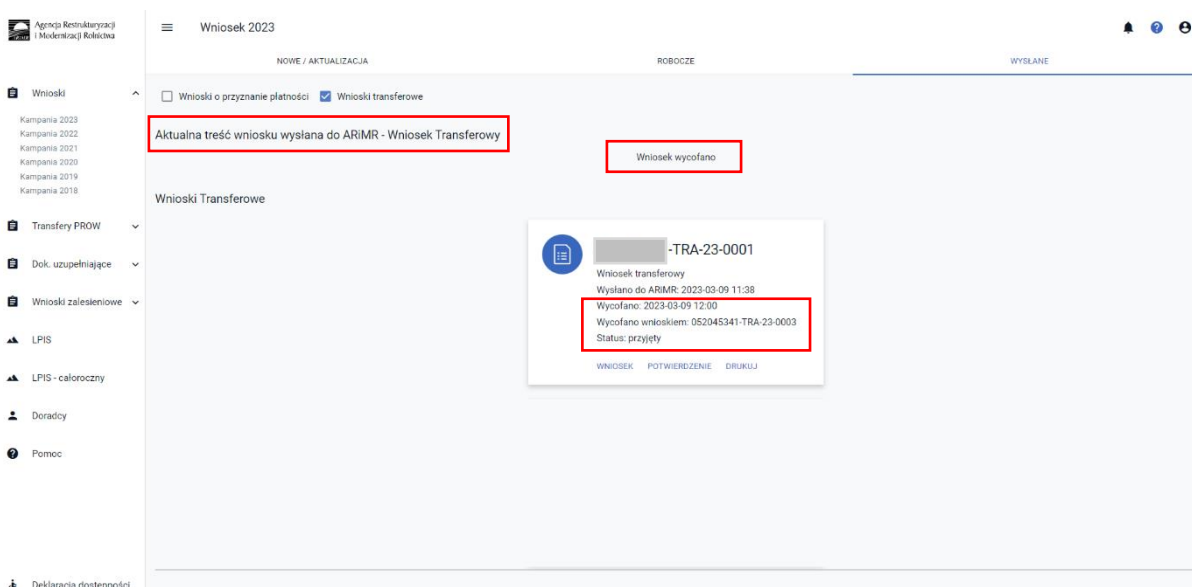 Agencja Restrukturyzacji
i Modernizacji Rolnictwa
Wniosek 2023
NOWE / AKTUALIZACJA
ROBOCZE
WYSŁANE
Wnioski
Kampania 2023
Kampania 2022
Kampania 2021
Kampania 2020
Kampania 2019
Kampania 2018
Transfery PROW
Dok. uzupełniające
Wnioski zalesieniowe
LPIS
LPIS - całoroczny
Doradcy
Pomoc
Deklaracja dostępności
Wnioski o przyznanie płatności
Wnioski transferowe
Aktualna treść wniosku wysłana do ARiMR - Wniosek Transferowy
Wniosek wycofano
Wnioski Transferowe
-TRA-23-0001
Wniosek transferowy
Wysłano do ARiMR: 2023-03-09 11:38
Wycofano: 2023-03-09 12:00
Wycofano wnioskiem: 052045341-TRA-23-0003
Status: przyjęty
WNIOSEK POTWIERDZENIE DRUKUJ